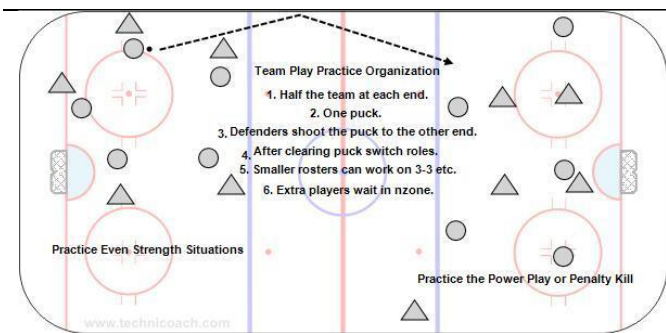 Team Play Practice Organization
1. Half the team at each end.
2. One puck.
3. Defenders shoot the puck to the other end.
4. After clearing puck switch roles.
5. Smaller rosters can work on 3-3 etc.
6. Extra players wait in nzone.
Practice Even Strength Situations
Practice the Power Play or Penalty Kill
www.technicoach.com